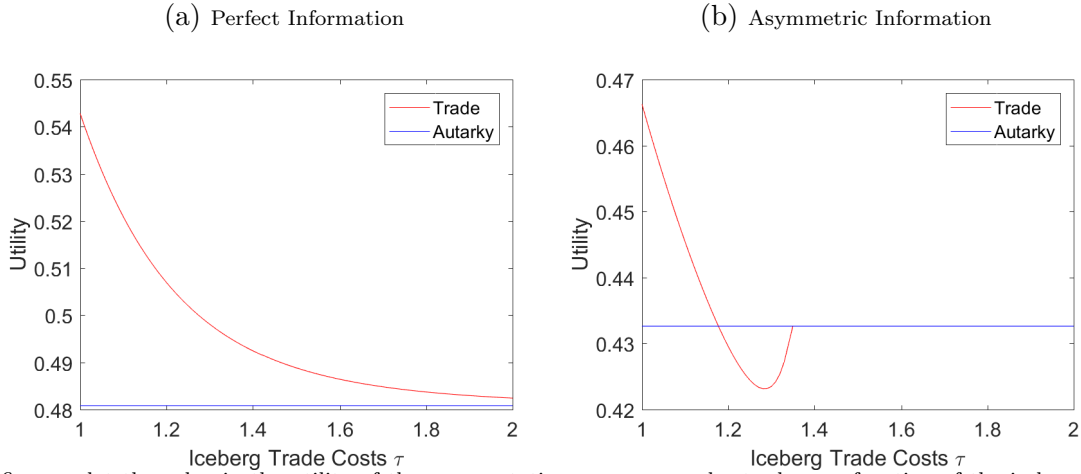 (a) Perfect Information
0.55
0.54
0.53
0.52
0.51
0.5
0.49
0.48
Utility
Trade
Autarky
1 1.2 1.4 1.6 1.8 2
Iceberg Trade Costs τ
(b) Asymmetric Information
0.47
0.46
0.45
0.44
0.43
0.42
Utility
Trade
Autarky
1 1.2 1.4 1.6 1.8 2
Iceberg Trade Costs τ